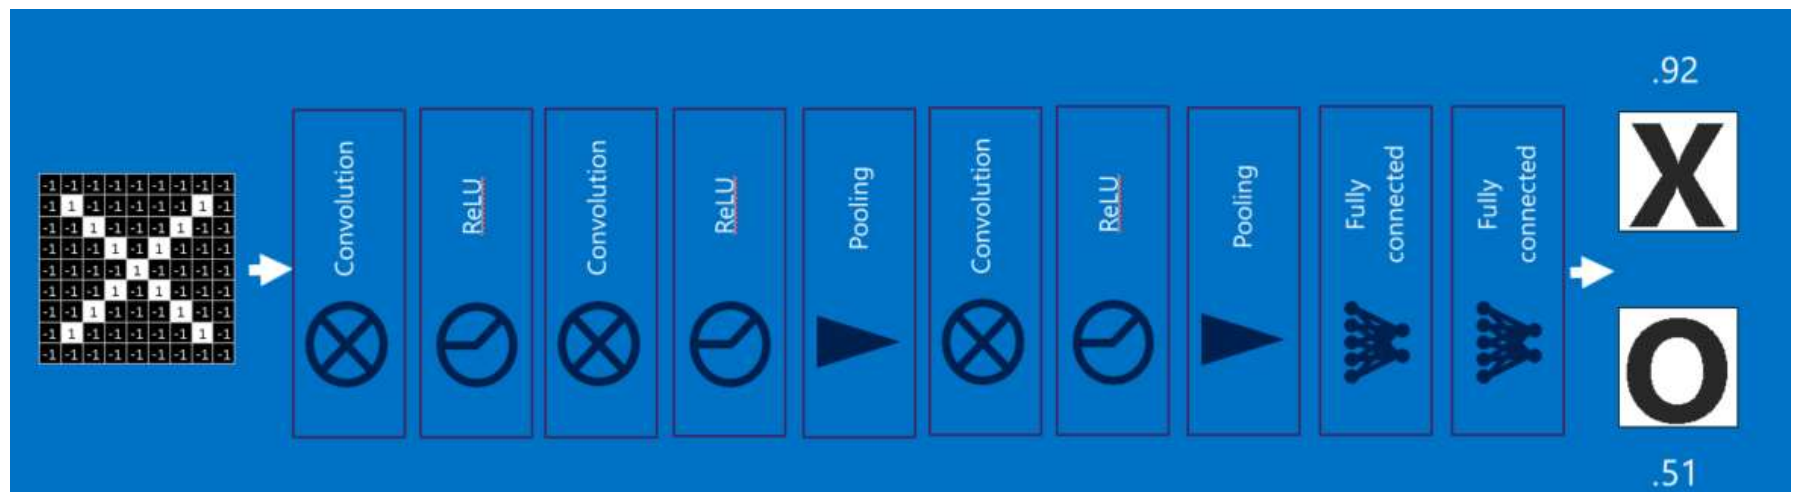 -1 -1 -1 -1 -1 -1 -1 -1 -1
-1 1 -1 -1 -1 -1 -1 1 -1
-1 -1 1 -1 -1 -1 1 -1 -1
-1 -1 -1 1 -1 1 -1 -1 -1
-1 -1 -1 -1 1 -1 -1 -1 -1
-1 -1 -1 1 -1 1 -1 -1 -1
-1 -1 1 -1 -1 -1 1 -1 -1
-1 1 -1 -1 -1 -1 -1 1 -1
-1 -1 -1 -1 -1 -1 -1 -1 -1
Convolution
ReLU
Convolution
ReLU
Pooling
Convolution
ReLU
Pooling
Fully
connected
Fully
connected
.92
X
O
.51